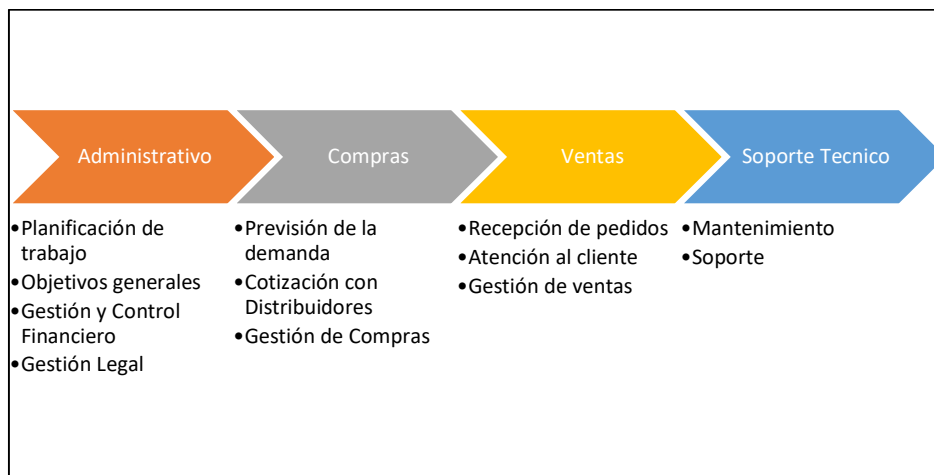 Administrativo
Compras
Ventas
Soporte Tecnico
•Planificación de
trabajo
•Objetivos generales
•Gestión y Control
Financiero
•Gestión Legal
•Previsión de la
demanda
•Cotización con
Distribuidores
•Gestión de Compras
•Recepción de pedidos
•Atención al cliente
•Gestión de ventas
•Mantenimiento
•Soporte